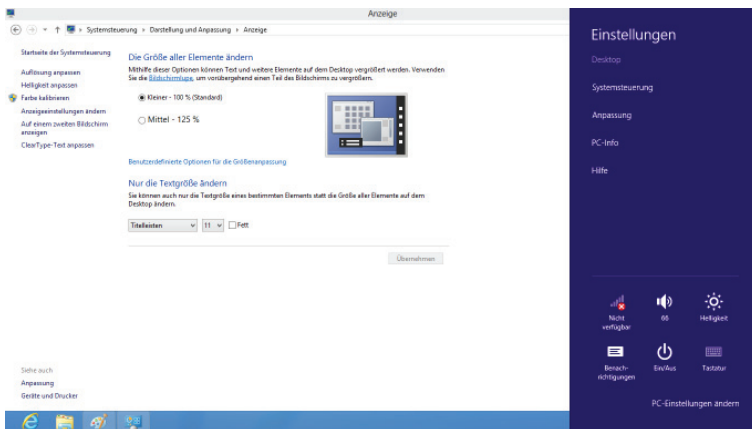 Anzeige
Systemsteuerung ▸ Darstellung und Anpassung ▸ Anzeige
Startseite der Systemsteuerung
Auflösung anpassen
Helligkeit anpassen
Farbe kalibrieren
Anzeigeeinstellungen ändern
Auf einem zweiten Bildschirm
anzeigen
ClearType-Text anpassen
Die Größe aller Elemente ändern
Mithilfe dieser Optionen können Text und weitere Elemente auf dem Desktop vergrößert werden. Verwenden
Sie die Bildschirmlupe, um vorübergehend einen Teil des Bildschirms zu vergrößern.
Kleiner - 100 % (Standard)
Mittel - 125 %
Benutzerdefinierte Optionen für die Größenanpassung
Nur die Textgröße ändern
Sie können auch nur die Textgröße eines bestimmten Elements statt die Größe aller Elemente auf dem
Desktop ändern.
Titelleisten 11 Fett
Übernehmen
Siehe auch
Anpassung
Geräte und Drucker
Einstellungen
Desktop
Systemsteuerung
Anpassung
PC-Info
Hilfe
Nicht
verfügbar
66
Helligkeit
Benach-
richtigungen
Ein/Aus
Tastatur
PC-Einstellungen ändern